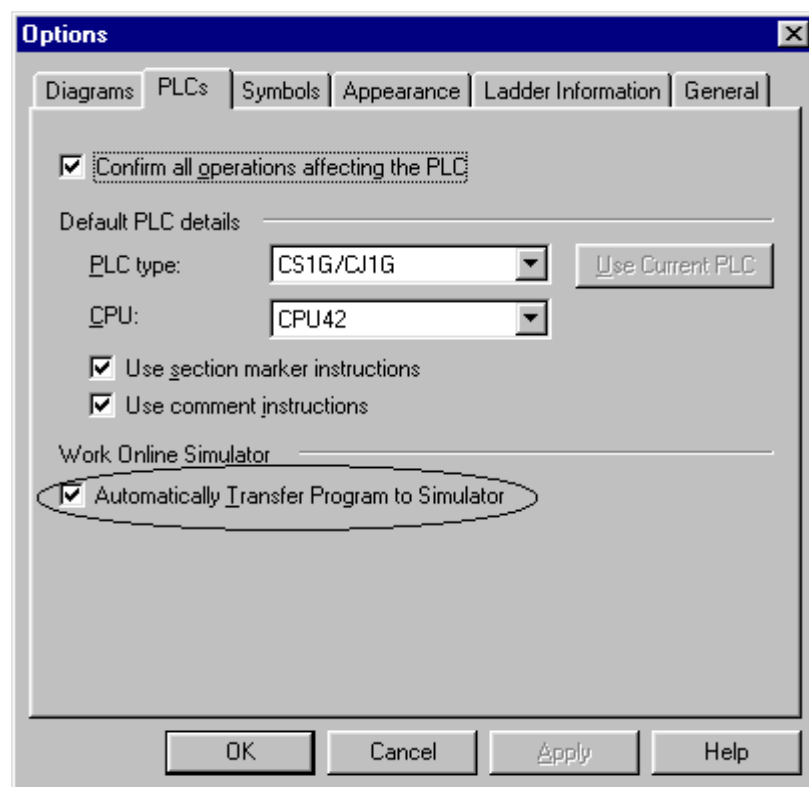 Options
Diagrams PLCs Symbols Appearance Ladder Information General
Confirm all operations affecting the PLC
Default PLC details
PLC type: CS1G/CJ1G Use Current PLC
CPU: CPU42
Use section marker instructions
Use comment instructions
Work Online Simulator
Automatically Transfer Program to Simulator
OK Cancel Apply Help